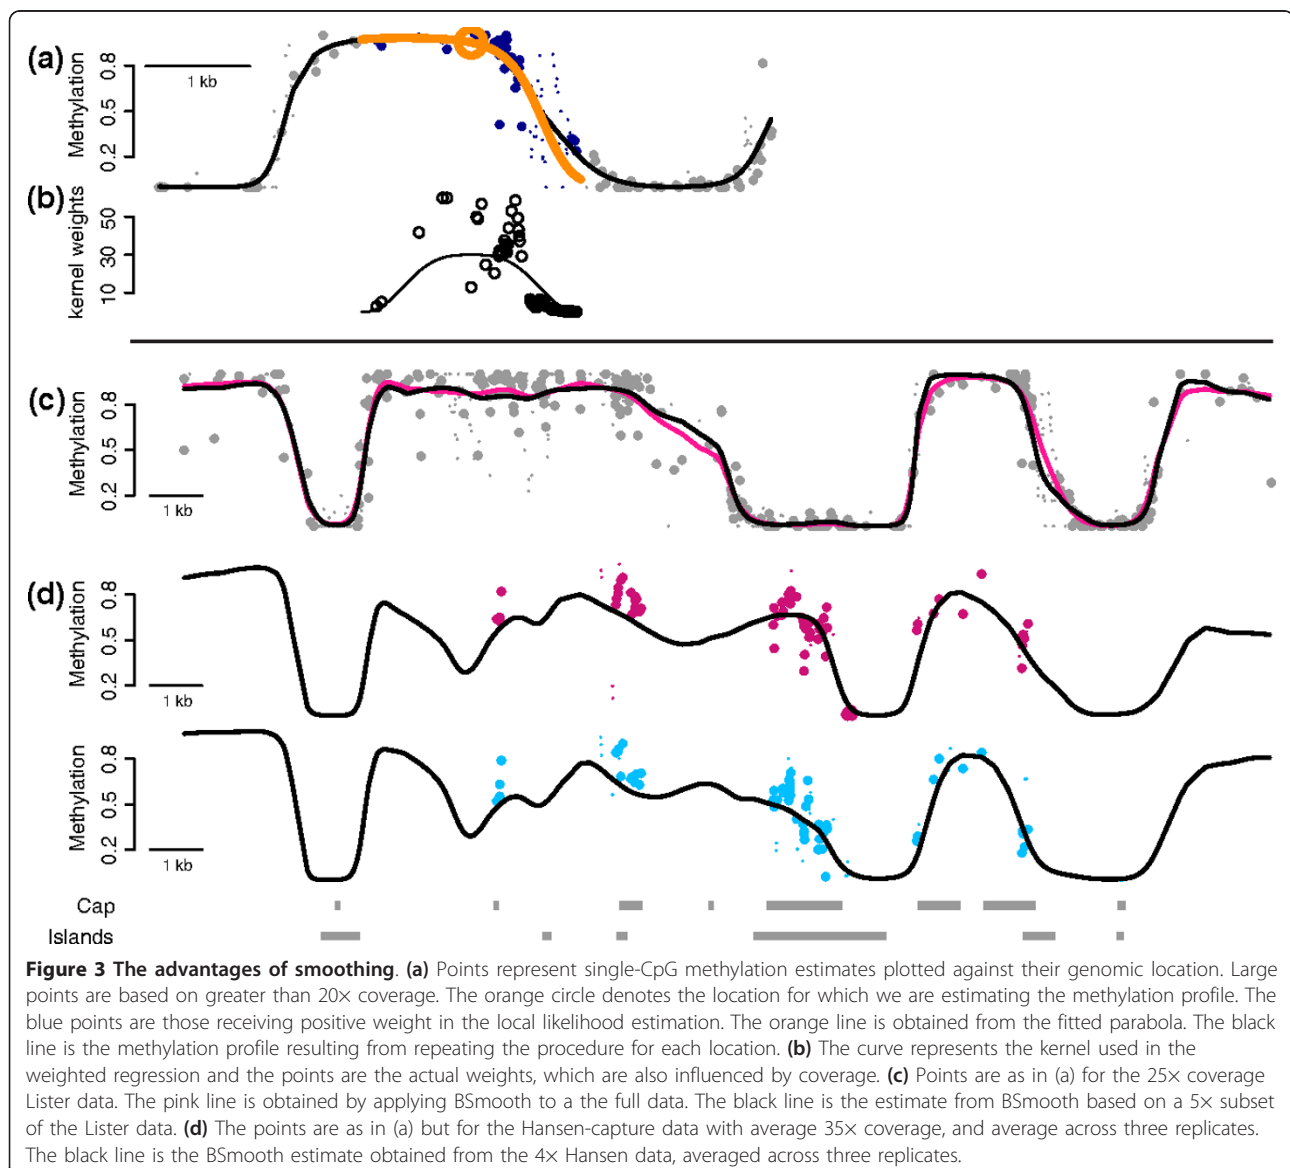 (a)
Methylation
0.2 0.5 0.8
1 kb
(b)
kernel weights
10 30 50
(c)
Methylation
0.2 0.5 0.8
1 kb
(d)
Methylation
0.2 0.5 0.8
1 kb
Methylation
0.2 0.5 0.8
1 kb
Cap
Islands
Figure 3 The advantages of smoothing. (a) Points represent single-CpG methylation estimates plotted against their genomic location. Large
points are based on greater than 20× coverage. The orange circle denotes the location for which we are estimating the methylation profile. The
blue points are those receiving positive weight in the local likelihood estimation. The orange line is obtained from the fitted parabola. The black
line is the methylation profile resulting from repeating the procedure for each location. (b) The curve represents the kernel used in the
weighted regression and the points are the actual weights, which are also influenced by coverage. (c) Points are as in (a) for the 25× coverage
Lister data. The pink line is obtained by applying BSmooth to a the full data. The black line is the estimate from BSmooth based on a 5× subset
of the Lister data. (d) The points are as in (a) but for the Hansen-capture data with average 35× coverage, and average across three replicates.
The black line is the BSmooth estimate obtained from the 4× Hansen data, averaged across three replicates.